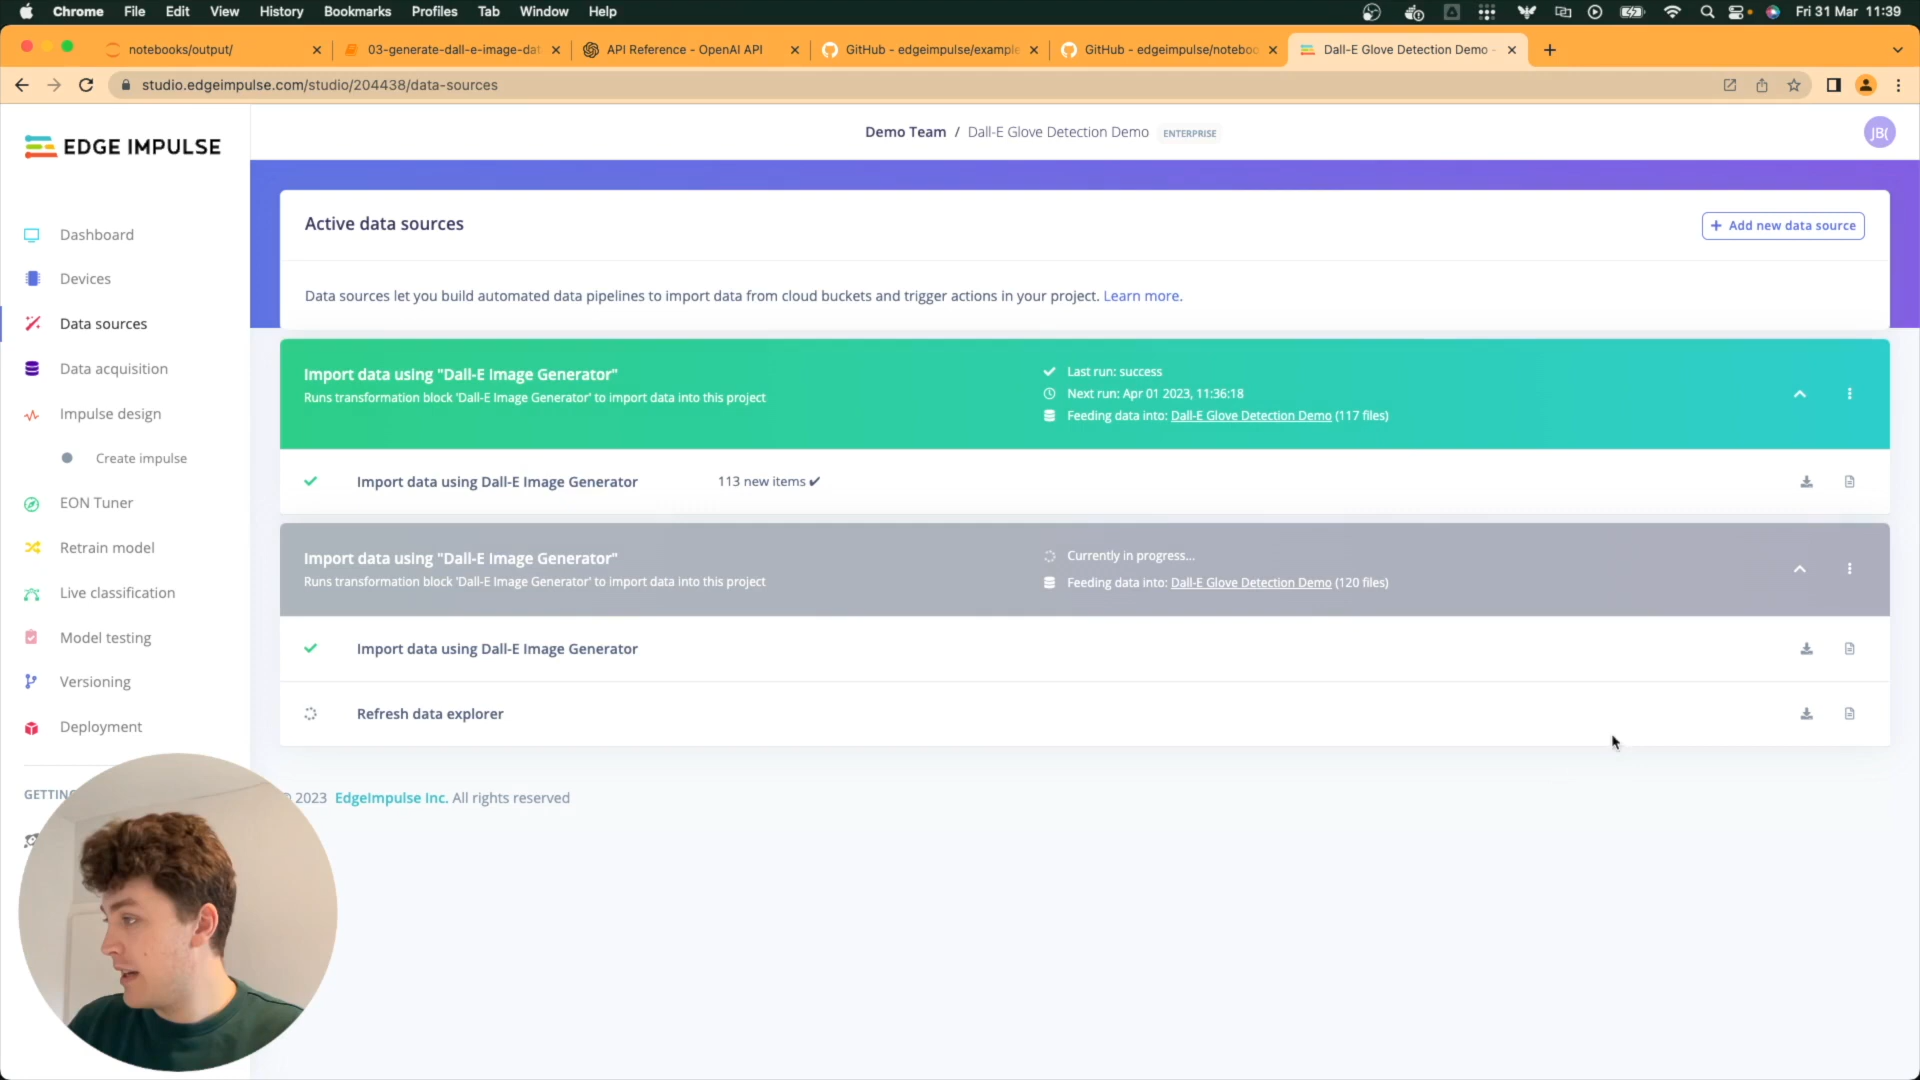 Chrome File Edit View History Bookmarks Profiles Tab Window Help
Fri 31 Mar 11:39
notebooks/output/
03-generate-dall-e-image-dat
API Reference - OpenAI API
GitHub - edgeimpulse/example
GitHub - edgeimpulse/noteboo
Dall-E Glove Detection Demo -
studio.edgeimpulse.com/studio/204438/data-sources
EDGE IMPULSE
Demo Team / Dall-E Glove Detection Demo ENTERPRISE
JB(
Dashboard
Devices
Data sources
Data acquisition
Impulse design
Create impulse
EON Tuner
Retrain model
Live classification
Model testing
Versioning
Deployment
GETTING
Active data sources
+ Add new data source
Data sources let you build automated data pipelines to import data from cloud buckets and trigger actions in your project. Learn more.
Import data using "Dall-E Image Generator"
Runs transformation block 'Dall-E Image Generator' to import data into this project
Last run: success
Next run: Apr 01 2023, 11:36:18
Feeding data into: Dall-E Glove Detection Demo (117 files)
Import data using Dall-E Image Generator
113 new items ✔
Import data using "Dall-E Image Generator"
Runs transformation block 'Dall-E Image Generator' to import data into this project
Currently in progress...
Feeding data into: Dall-E Glove Detection Demo (120 files)
Import data using Dall-E Image Generator
Refresh data explorer
© 2023 EdgeImpulse Inc. All rights reserved